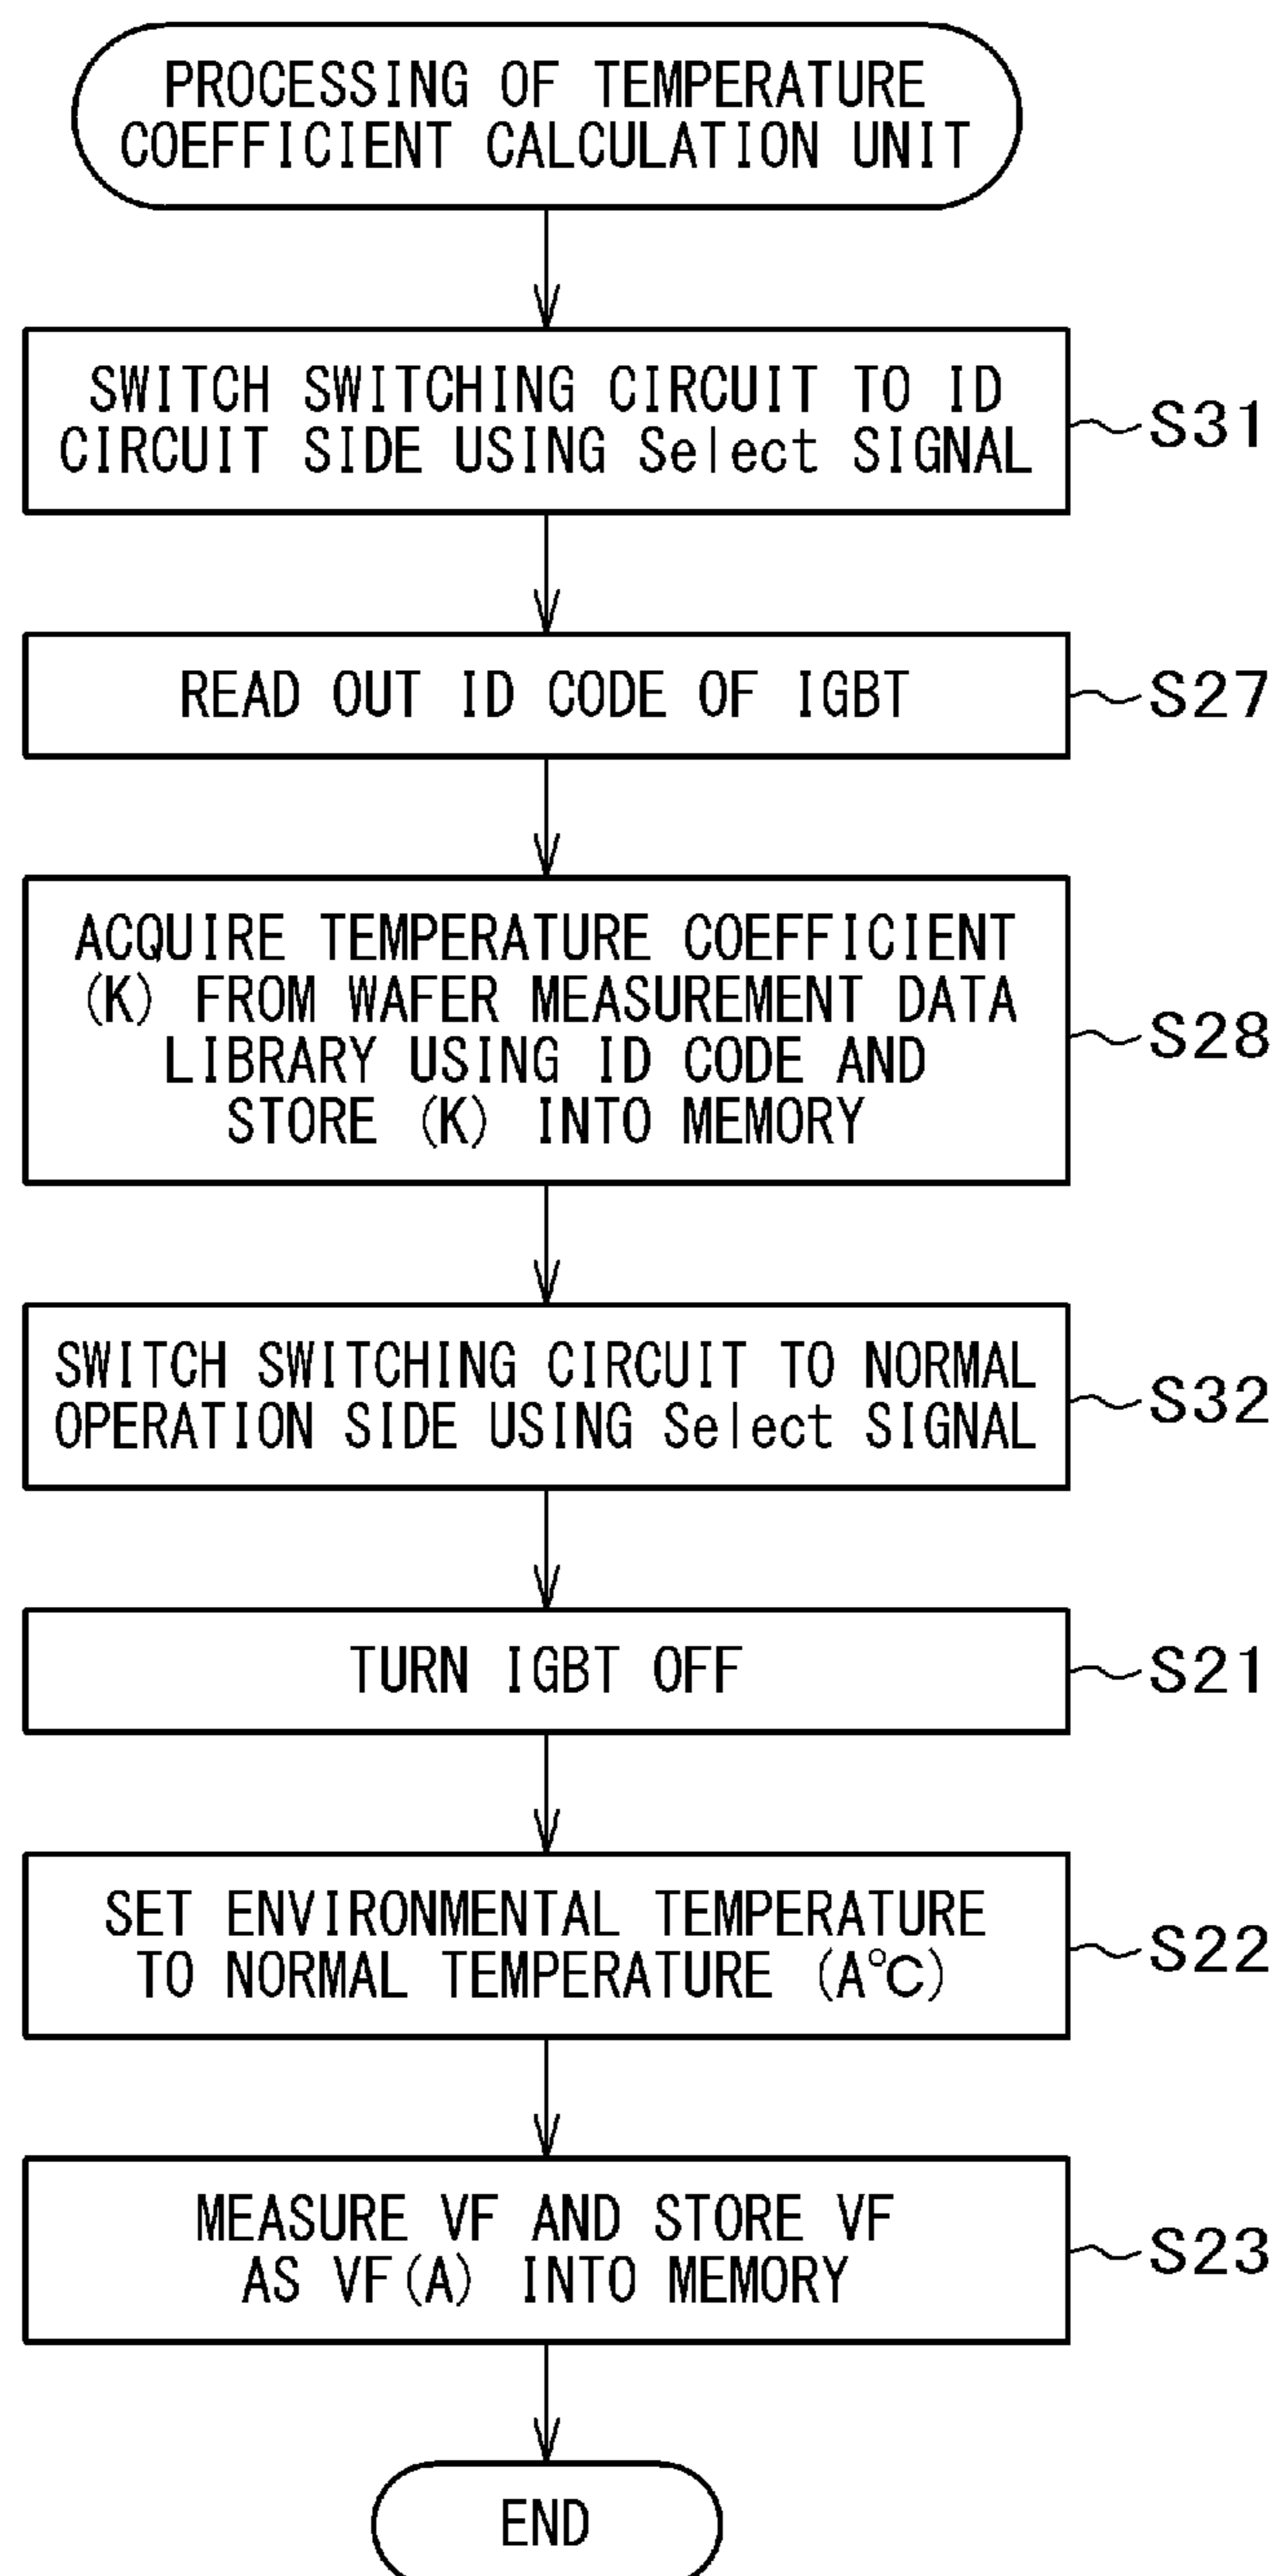 PROCESSING OF TEMPERATURE
COEFFICIENT CALCULATION UNIT
SWITCH SWITCHING CIRCUIT TO ID
CIRCUIT SIDE USING Select SIGNAL
S31
READ OUT ID CODE OF IGBT
S27
ACQUIRE TEMPERATURE COEFFICIENT
(K) FROM WAFER MEASUREMENT DATA
LIBRARY USING ID CODE AND
STORE (K) INTO MEMORY
S28
SWITCH SWITCHING CIRCUIT TO NORMAL
OPERATION SIDE USING Select SIGNAL
S32
TURN IGBT OFF
S21
SET ENVIRONMENTAL TEMPERATURE
TO NORMAL TEMPERATURE (A℃)
S22
MEASURE VF AND STORE VF
AS VF(A) INTO MEMORY
S23
END